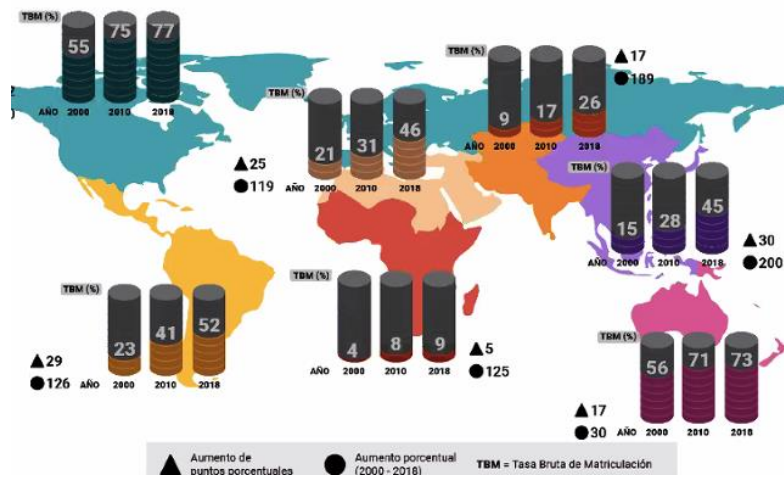 TBM (%)
55 75 77
AÑO 2000 2010 2018
TBM (%)
9 17 26
AÑO 2000 2010 2018
▲17
●189
TBM (%)
21 31 46
AÑO 2000 2010 2018
▲25
●119
TBM (%)
15 28 45
AÑO 2000 2010 2018
▲30
●200
TBM (%)
23 41 52
AÑO 2000 2010 2018
▲29
●126
TBM (%)
4 8 9
AÑO 2000 2010 2018
▲5
●125
TBM (%)
56 71 73
AÑO 2000 2010 2018
▲17
●30
▲ Aumento de
puntos porcentuales
● Aumento porcentual
(2000 - 2018)
TBM = Tasa Bruta de Matriculación